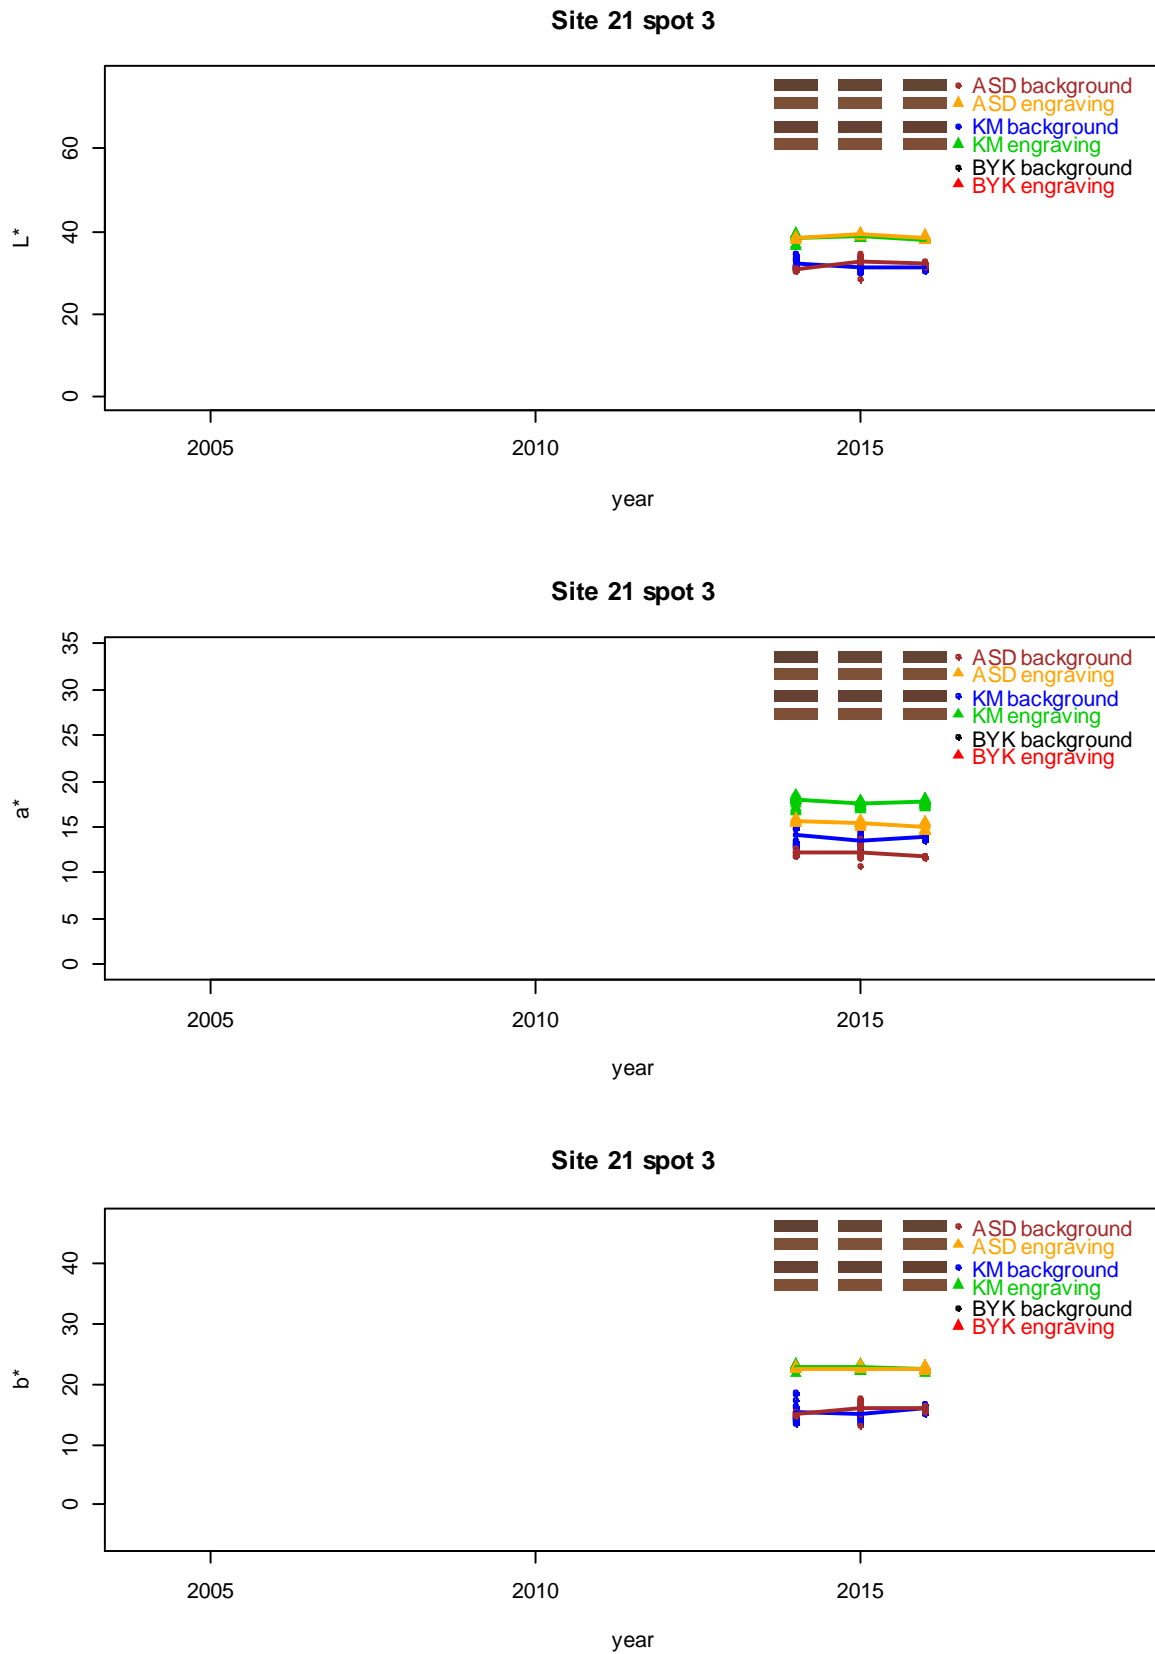 Site 21 spot 3
ASD background
ASD engraving
KM background
KM engraving
BYK background
BYK engraving
60
40
20
0
L*
2005 2010 2015
year
Site 21 spot 3
ASD background
ASD engraving
KM background
KM engraving
BYK background
BYK engraving
35
30
25
20
15
10
5
0
a*
2005 2010 2015
year
Site 21 spot 3
ASD background
ASD engraving
KM background
KM engraving
BYK background
BYK engraving
40
30
20
10
0
b*
2005 2010 2015
year